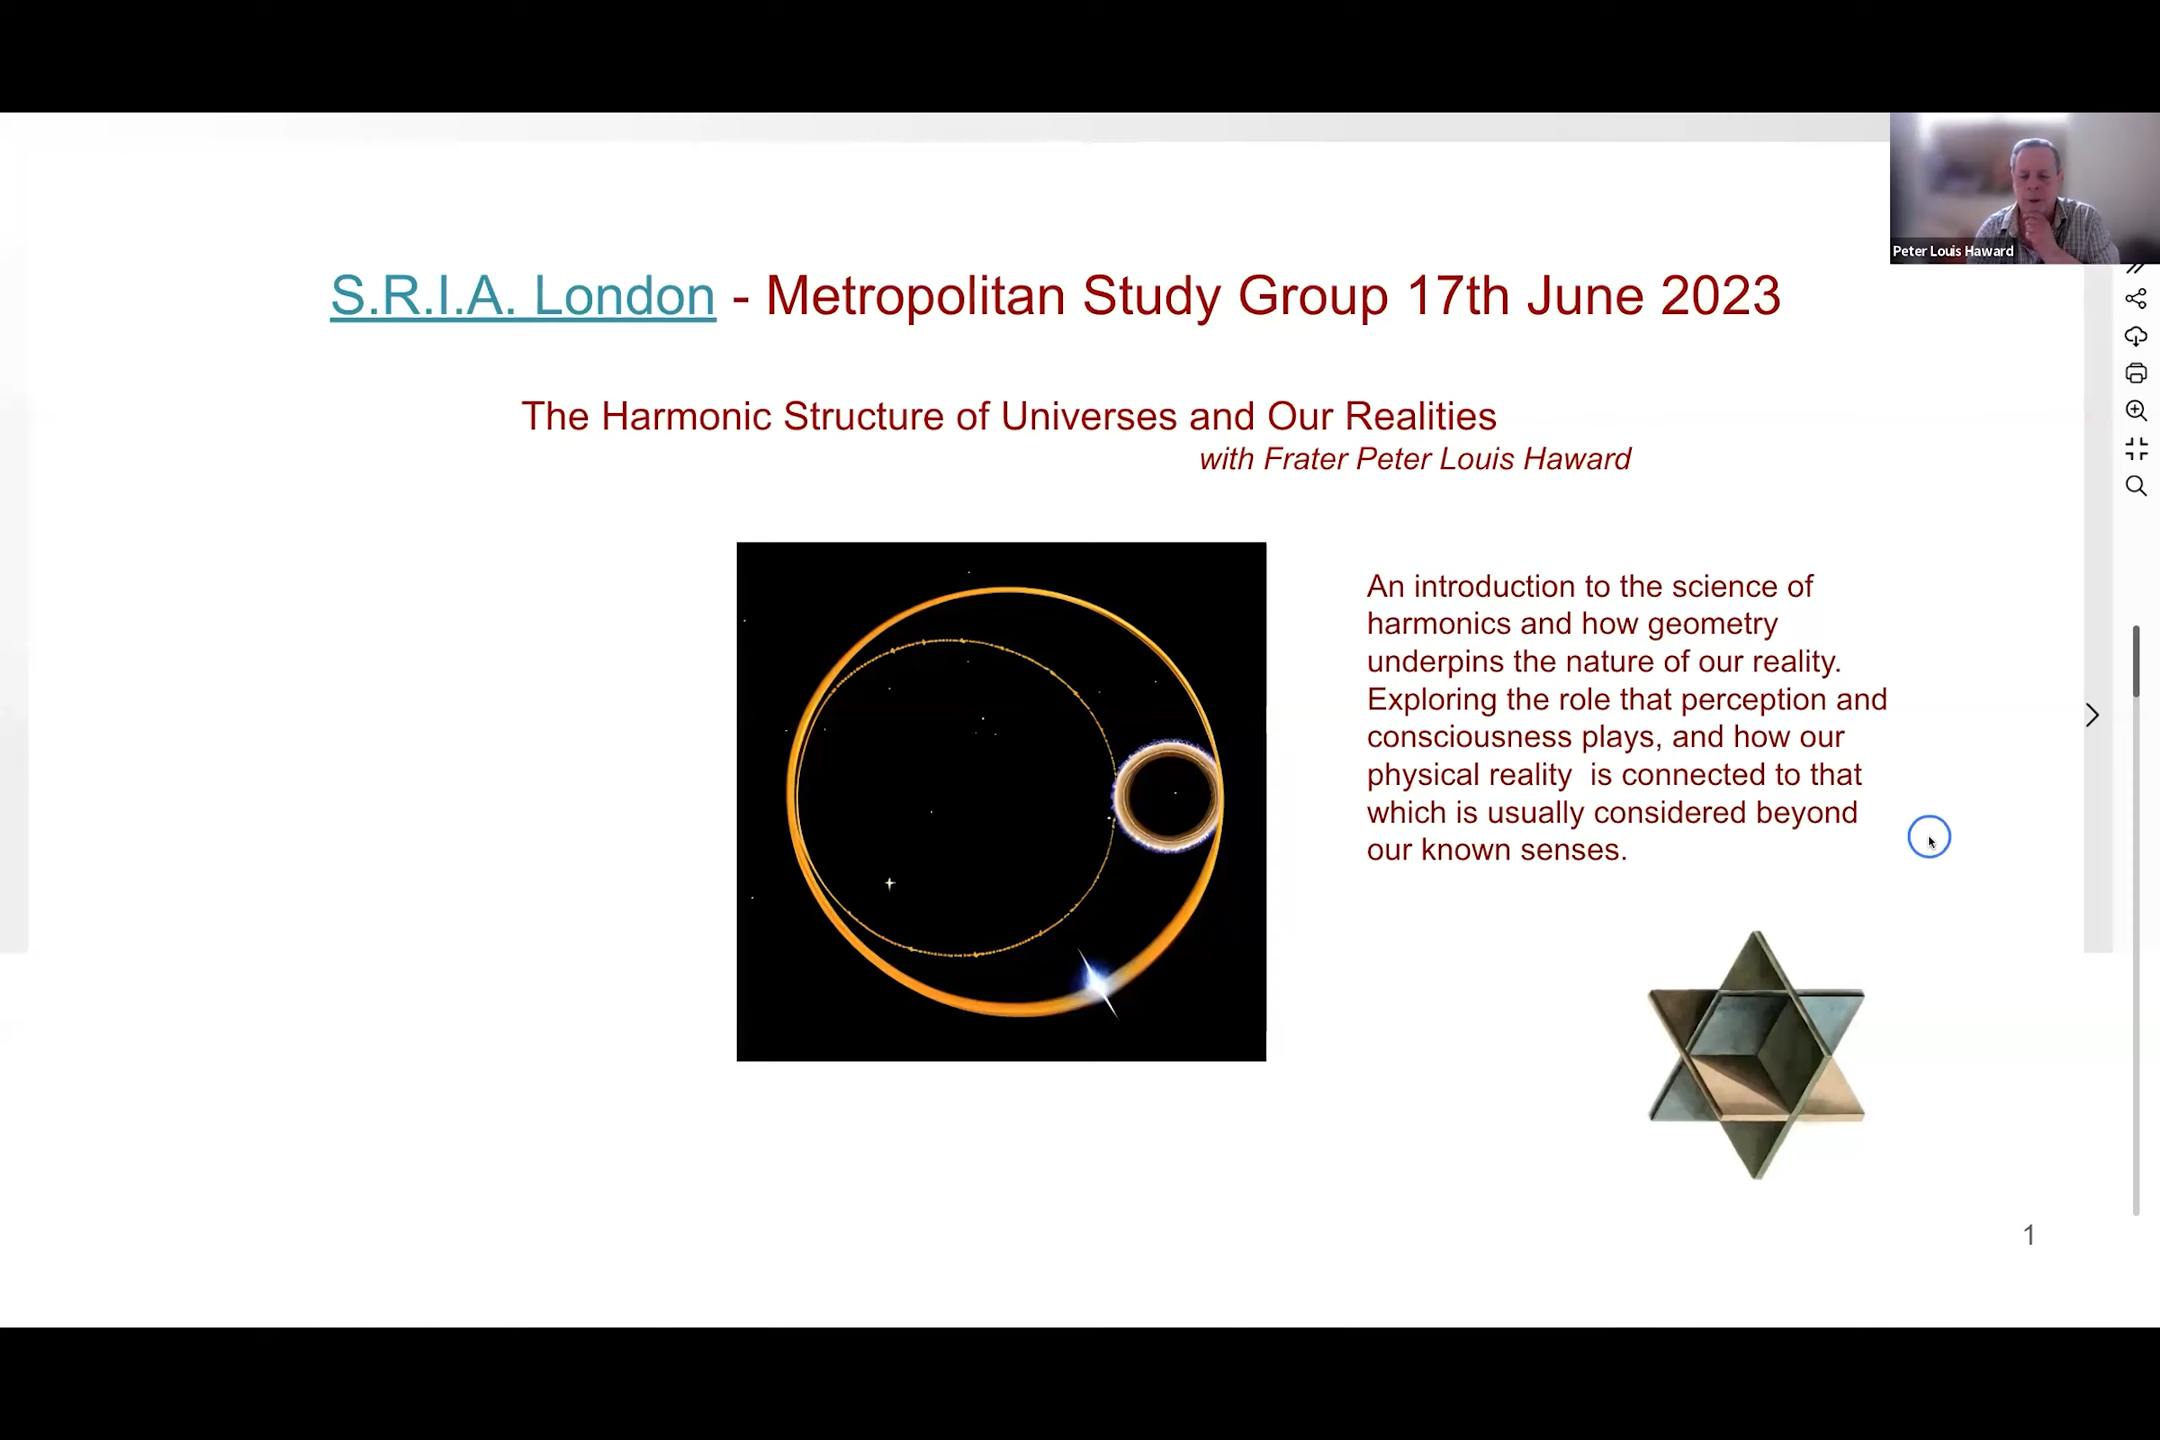 Peter Louis Haward
S.R.I.A. London - Metropolitan Study Group 17th June 2023
The Harmonic Structure of Universes and Our Realities
with Frater Peter Louis Haward
An introduction to the science of
harmonics and how geometry
underpins the nature of our reality.
Exploring the role that perception and
consciousness plays, and how our
physical reality  is connected to that
which is usually considered beyond
our known senses.
1